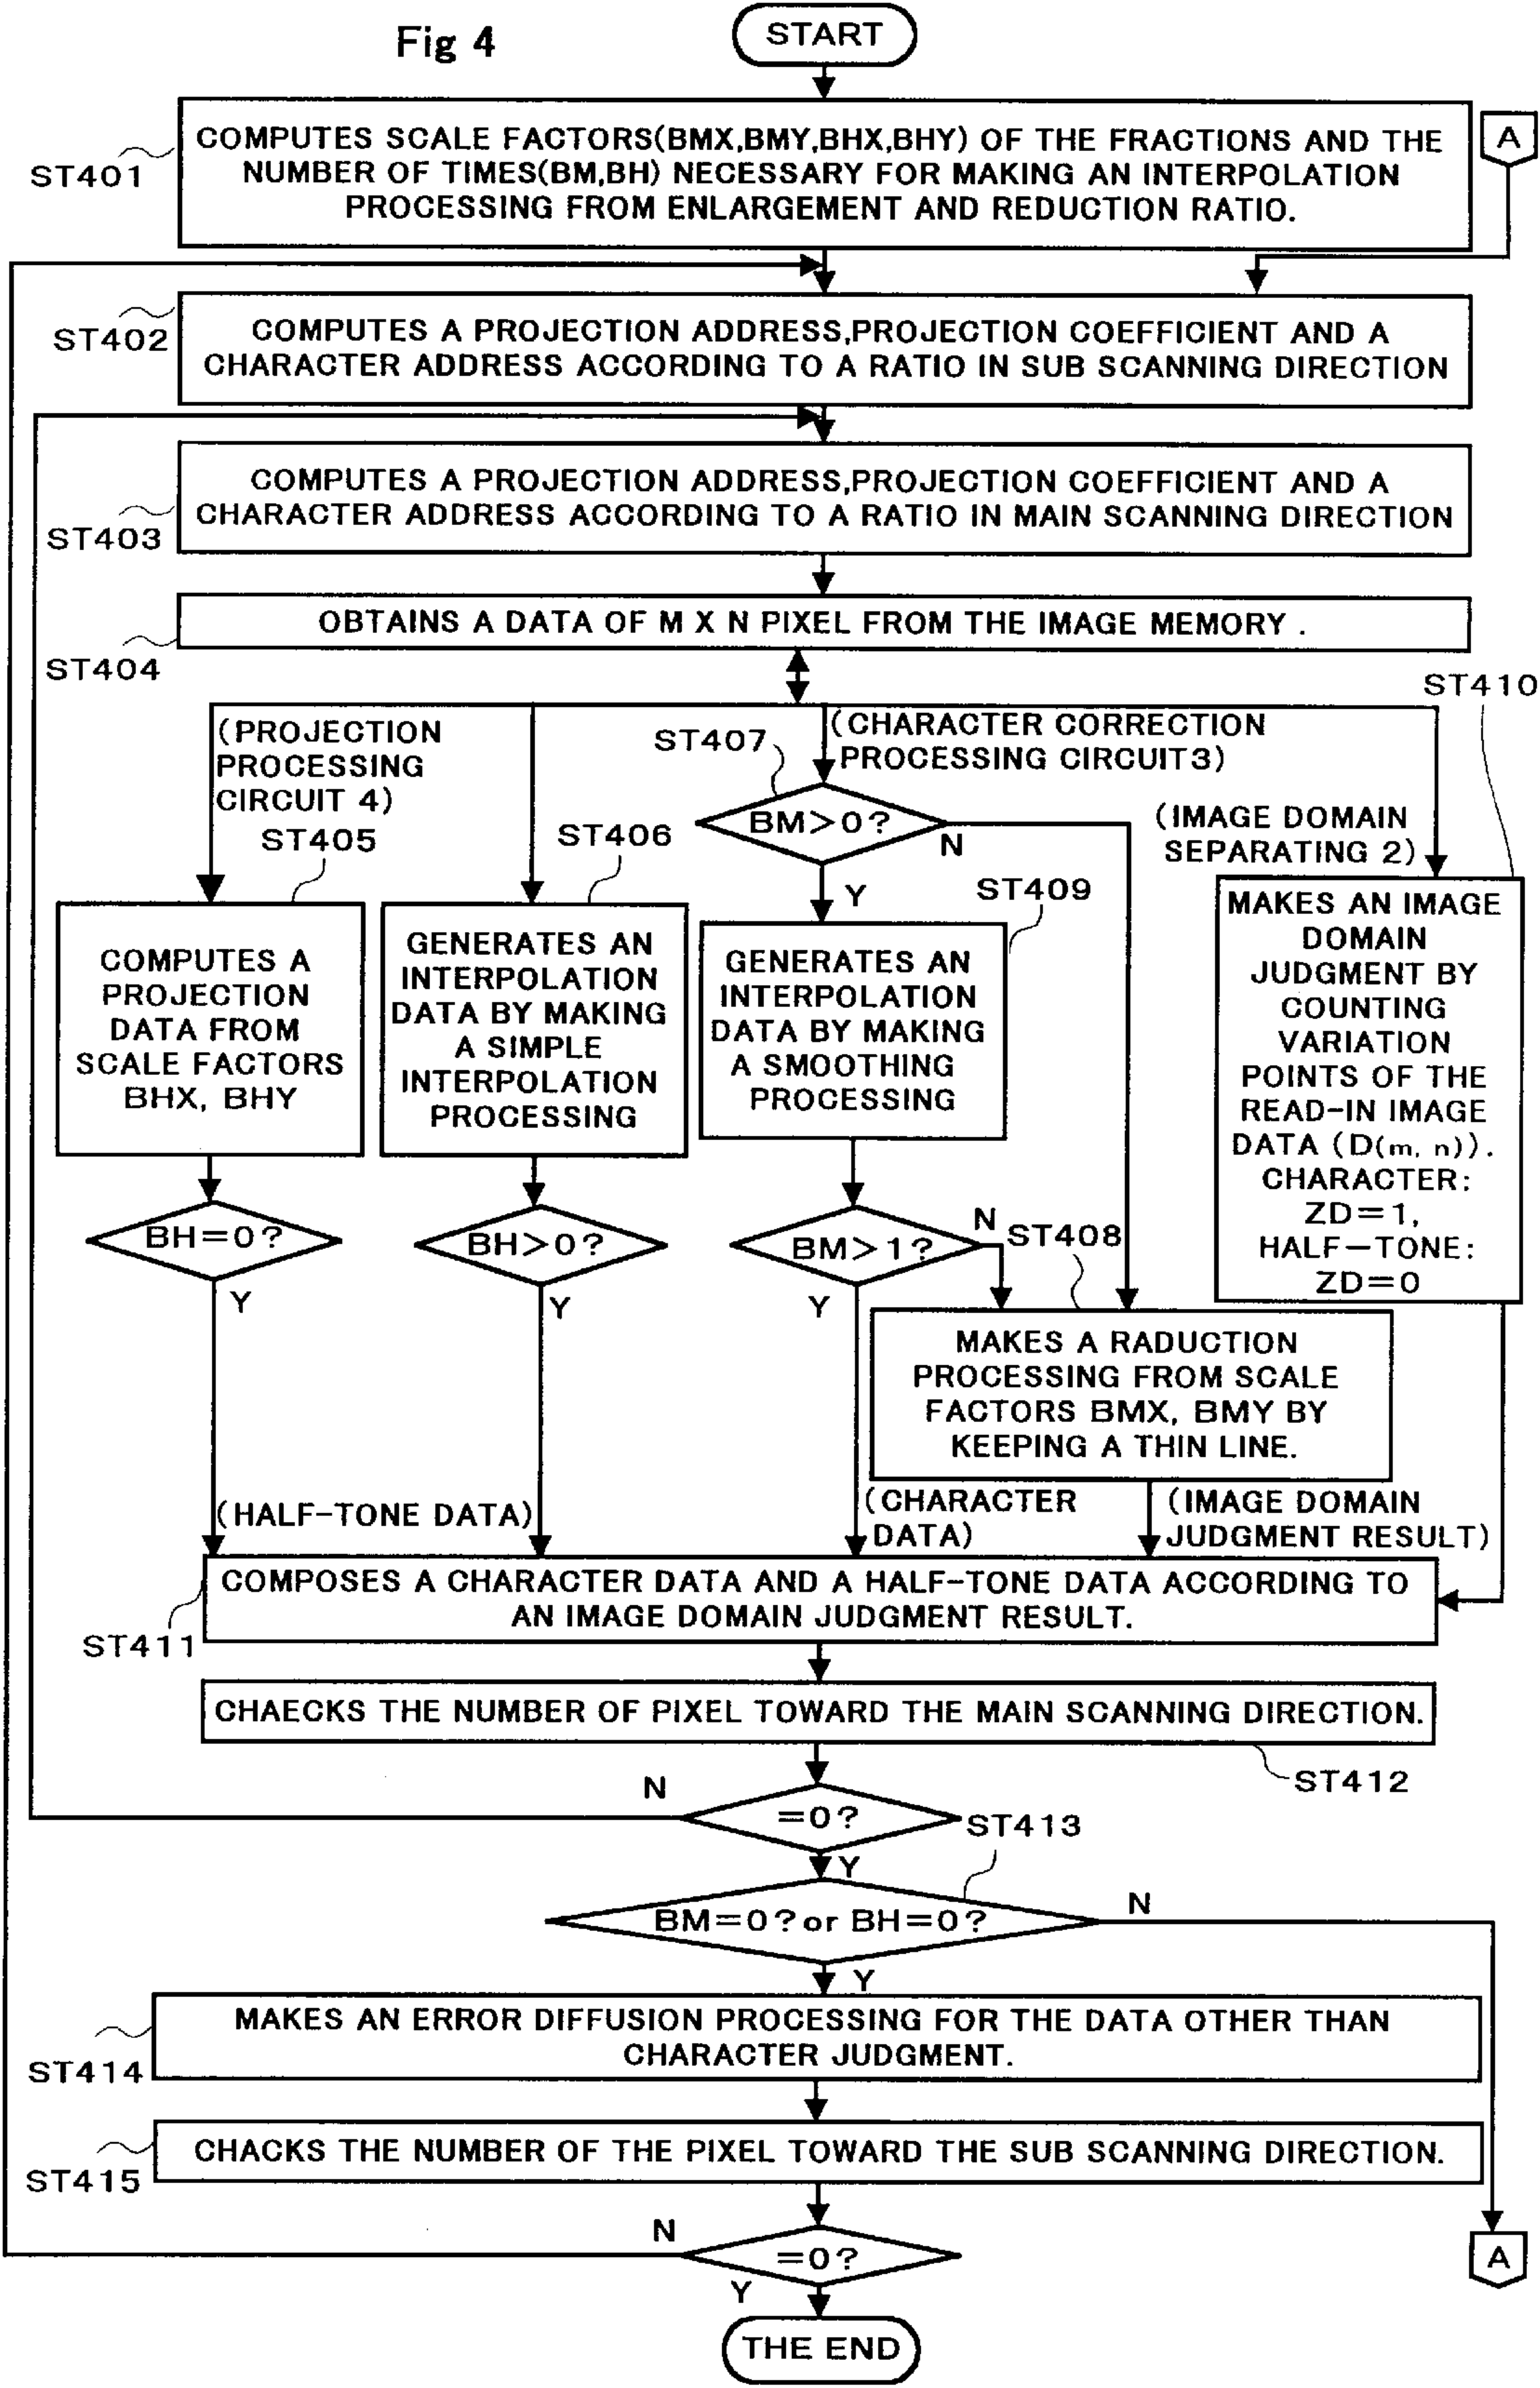 Fig 4
START
COMPUTES SCALE FACTORS(BMX,BMY,BHX,BHY) OF THE FRACTIONS AND THE
NUMBER OF TIMES(BM,BH) NECESSARY FOR MAKING AN INTERPOLATION
PROCESSING FROM ENLARGEMENT AND REDUCTION RATIO.
ST401
A
COMPUTES A PROJECTION ADDRESS,PROJECTION COEFFICIENT AND A
CHARACTER ADDRESS ACCORDING TO A RATIO IN SUB SCANNING DIRECTION
ST402
COMPUTES A PROJECTION ADDRESS,PROJECTION COEFFICIENT AND A
CHARACTER ADDRESS ACCORDING TO A RATIO IN MAIN SCANNING DIRECTION
ST403
OBTAINS A DATA OF M X N PIXEL FROM THE IMAGE MEMORY .
ST404
(PROJECTION
PROCESSING
CIRCUIT 4)
ST405
COMPUTES A
PROJECTION
DATA FROM
SCALE FACTORS
BHX, BHY
BH=0?
Y
ST406
GENERATES AN
INTERPOLATION
DATA BY MAKING
A SIMPLE
INTERPOLATION
PROCESSING
BH>0?
Y
(HALF-TONE DATA)
(CHARACTER CORRECTION
PROCESSING CIRCUIT3)
ST407
BM>0?
N
Y
ST409
GENERATES AN
INTERPOLATION
DATA BY MAKING
A SMOOTHING
PROCESSING
BM>1?
N
Y
ST408
MAKES A RADUCTION
PROCESSING FROM SCALE
FACTORS BMX, BMY BY
KEEPING A THIN LINE.
(CHARACTER
DATA)
ST410
(IMAGE DOMAIN
SEPARATING 2)
MAKES AN IMAGE
DOMAIN
JUDGMENT BY
COUNTING
VARIATION
POINTS OF THE
READ-IN IMAGE
DATA (D(m, n)).
CHARACTER:
ZD=1,
HALF-TONE:
ZD=0
(IMAGE DOMAIN
JUDGMENT RESULT)
COMPOSES A CHARACTER DATA AND A HALF-TONE DATA ACCORDING TO
AN IMAGE DOMAIN JUDGMENT RESULT.
ST411
CHAECKS THE NUMBER OF PIXEL TOWARD THE MAIN SCANNING DIRECTION.
ST412
N
=0?
Y
ST413
BM=0? or BH=0?
N
Y
MAKES AN ERROR DIFFUSION PROCESSING FOR THE DATA OTHER THAN
CHARACTER JUDGMENT.
ST414
CHACKS THE NUMBER OF THE PIXEL TOWARD THE SUB SCANNING DIRECTION.
ST415
N
=0?
Y
A
THE END